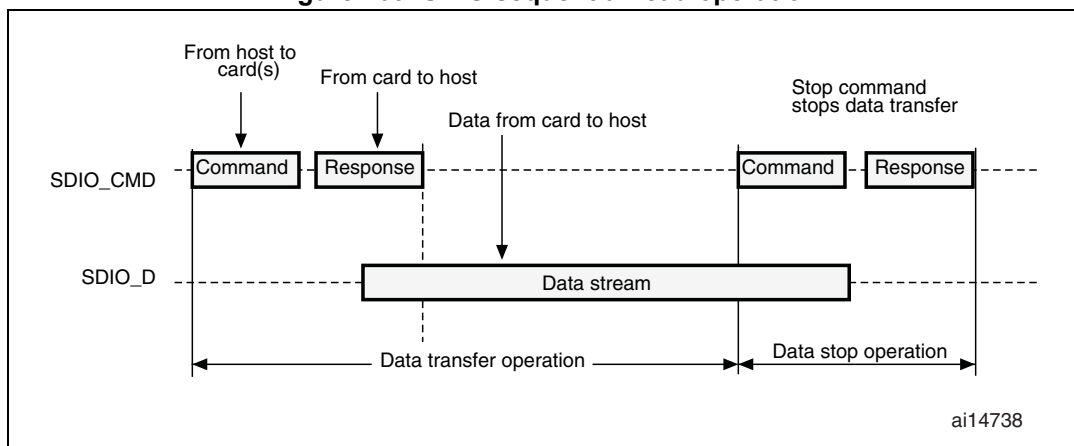 From host to
card(s)
From card to host
Data from card to host
Stop command
stops data transfer
SDIO_CMD
Command
Response
Command
Response
SDIO_D
Data stream
Data transfer operation
Data stop operation
ai14738